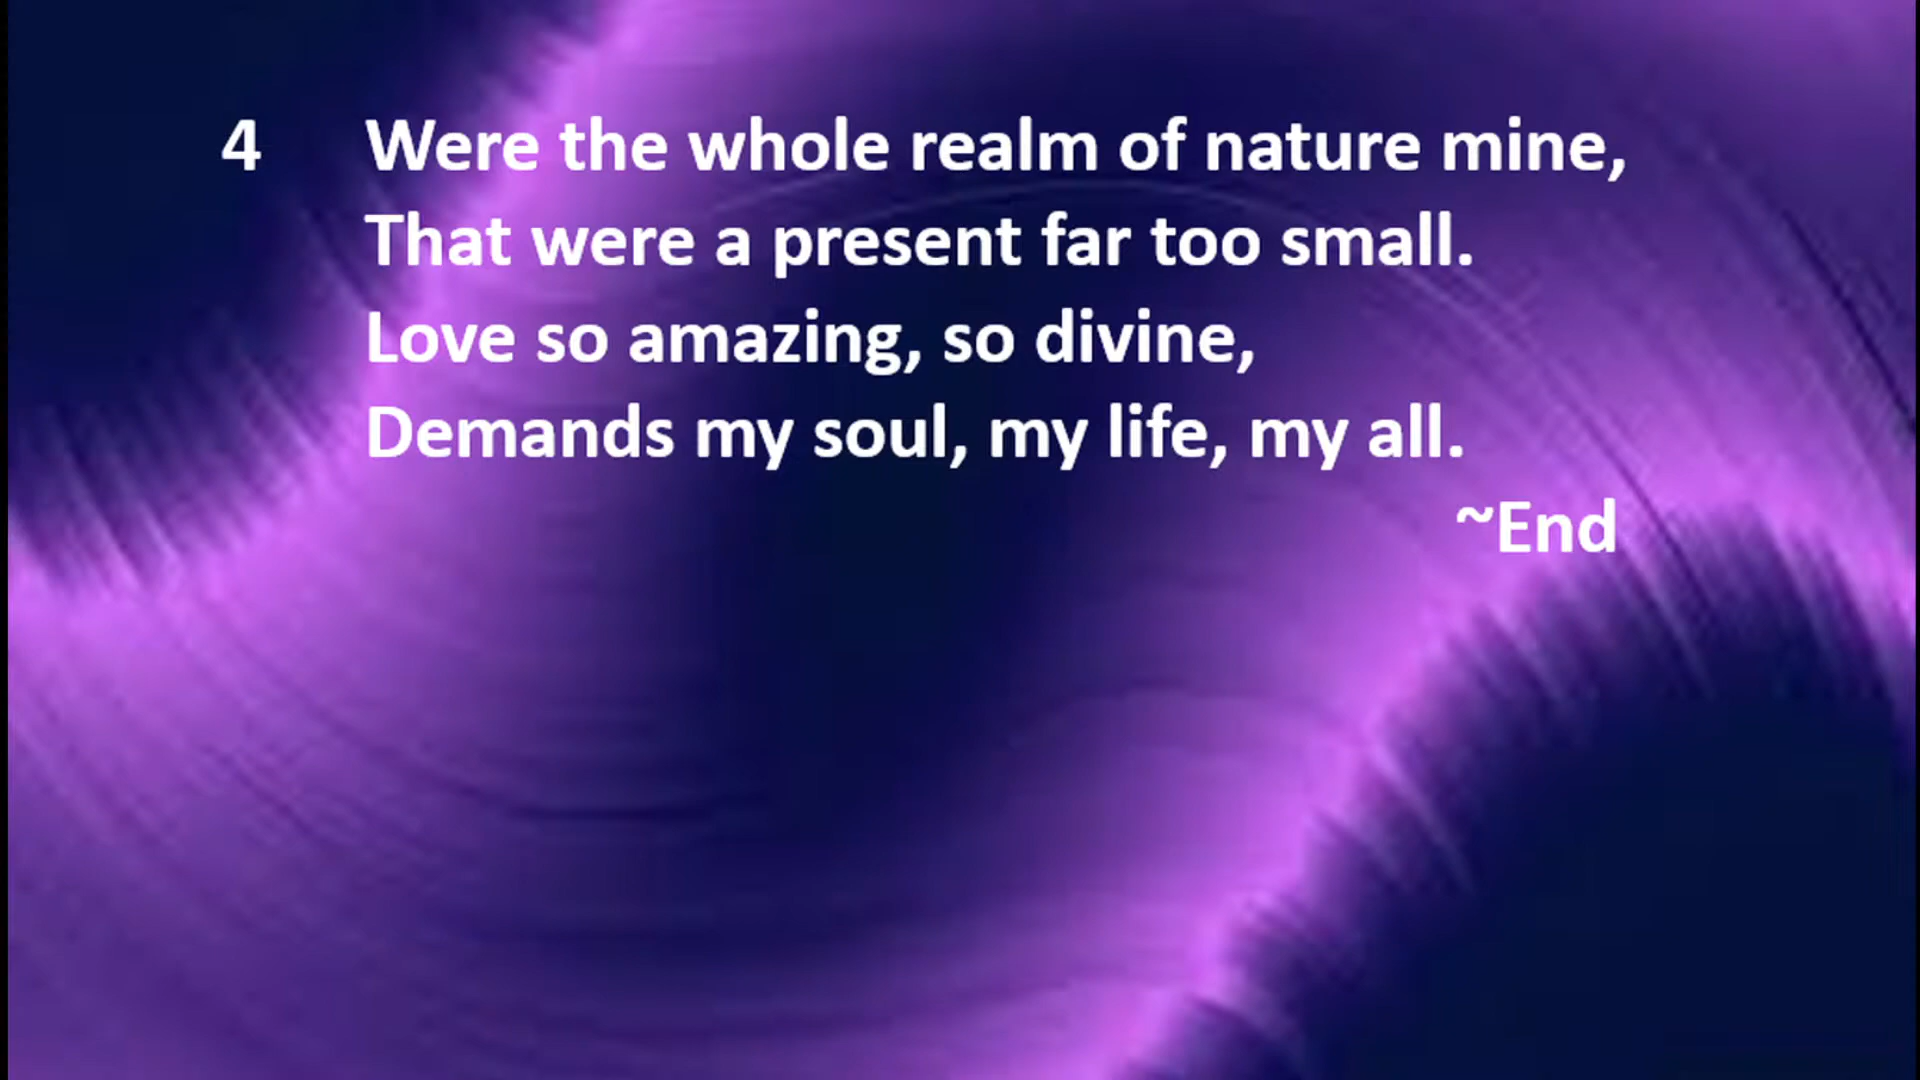 4 Were the whole realm of nature mine,
That were a present far too small.
Love so amazing, so divine,
Demands my soul, my life, my all.
~End